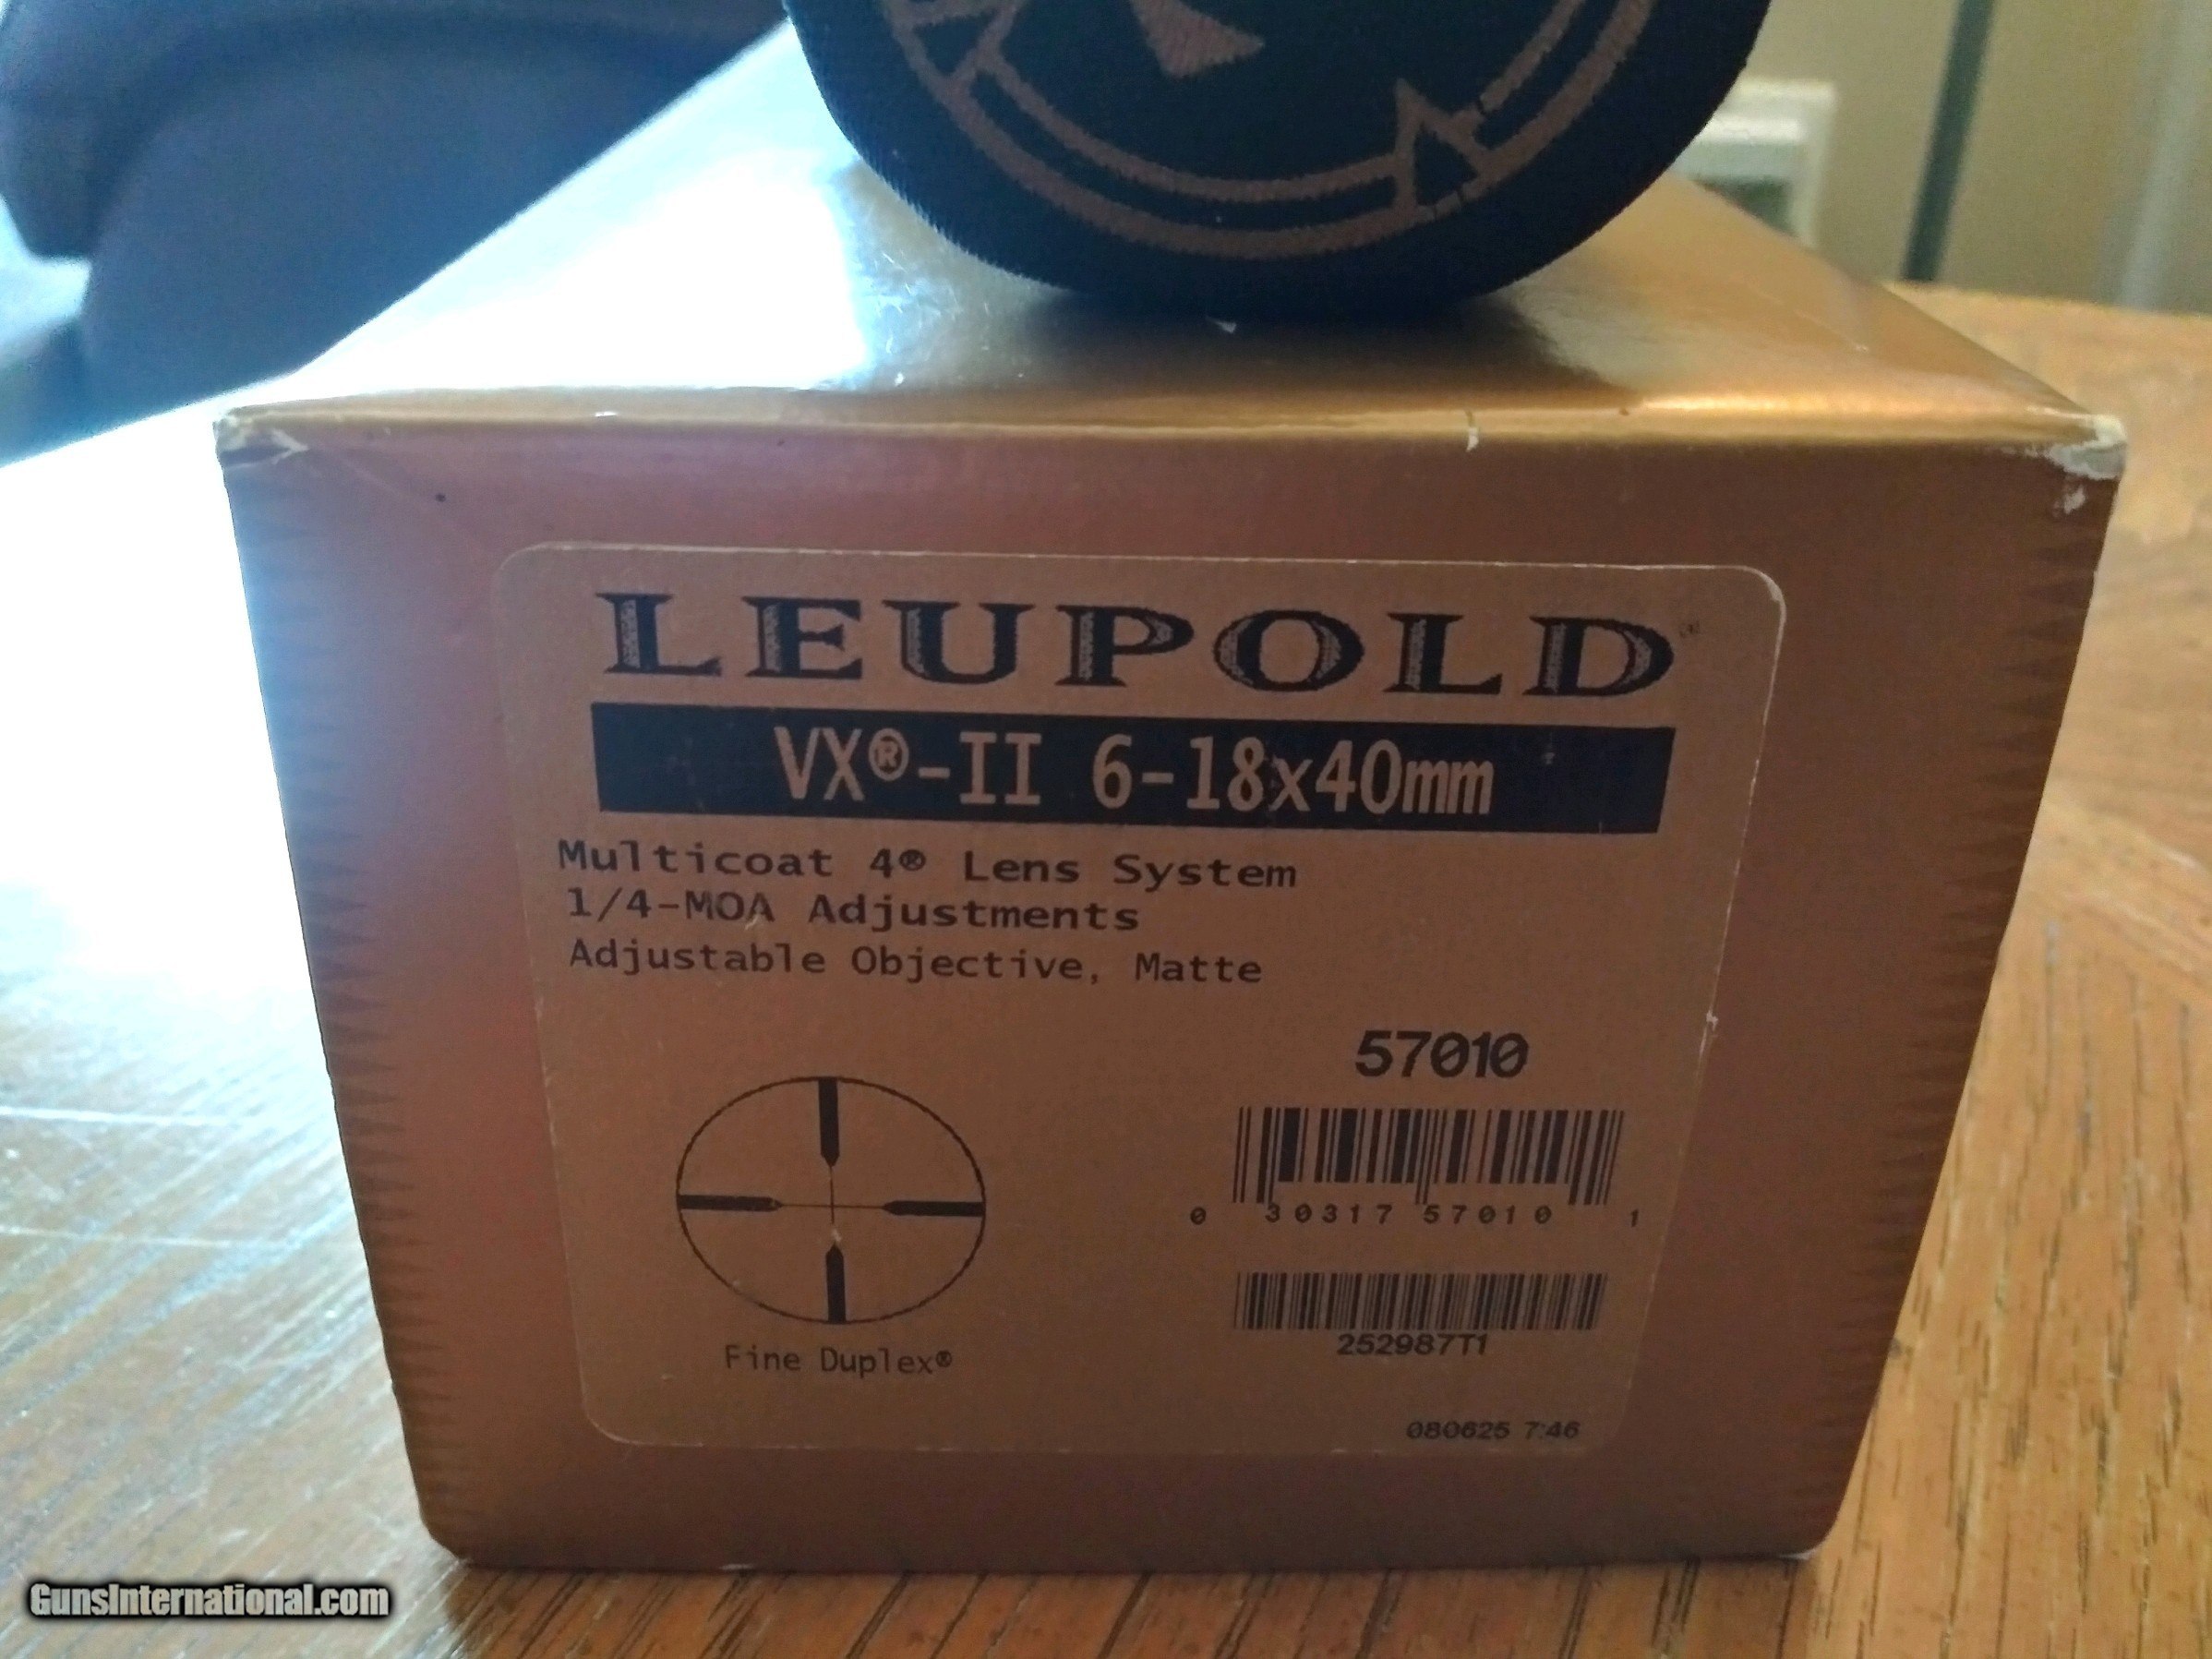 LEUPOLD
VX®-II 6-18x40mm
Multicoat 4® Lens System
1/4-MOA Adjustments
Adjustable Objective, Matte
57010
0 30317 57010 1
252987T1
Fine Duplex®
080625 7:46
GunsInternational.com